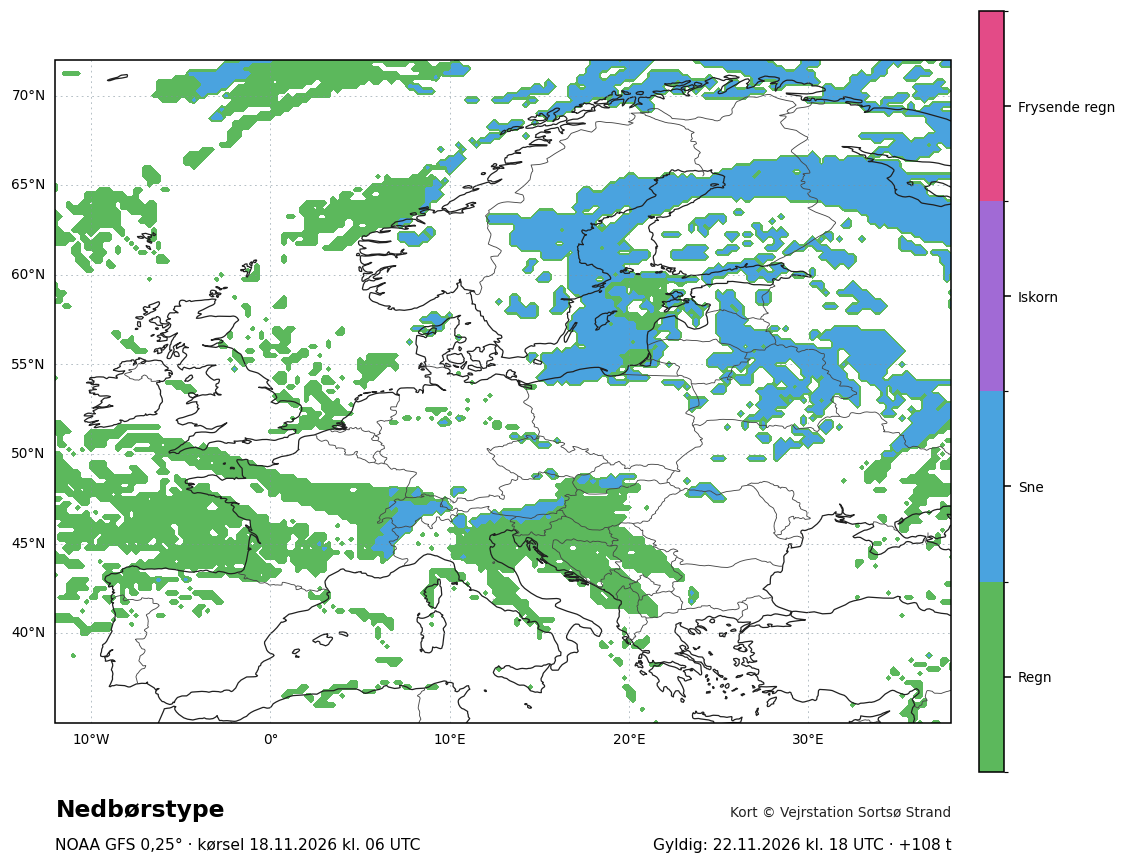 Frysende regn
Iskorn
Sne
Regn
70°N
65°N
60°N
55°N
50°N
45°N
40°N
10°W
0°
10°E
20°E
30°E
Nedbørstype
Kort © Vejrstation Sortsø Strand
NOAA GFS 0,25° · kørsel 18.11.2026 kl. 06 UTC
Gyldig: 22.11.2026 kl. 18 UTC · +108 t